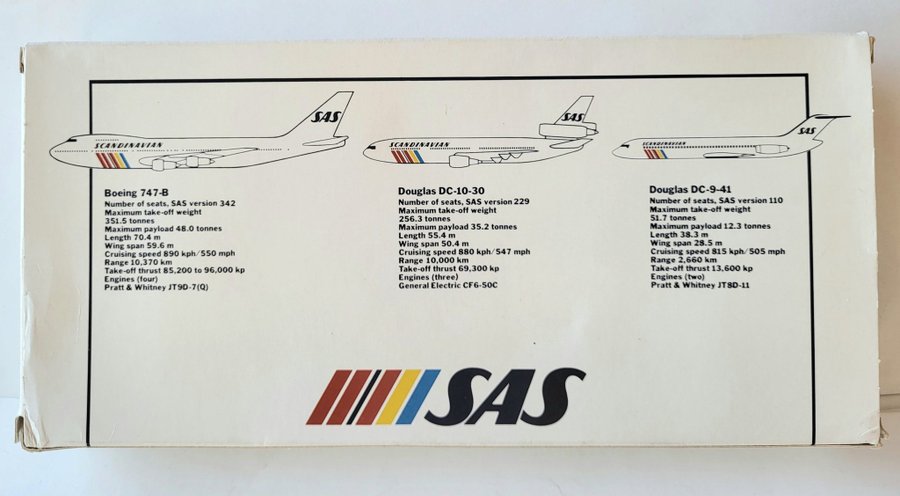 SCANDINAVIAN
SAS
SCANDINAVIAN
SAS
SCANDINAVIAN
SAS
Boeing 747-B
Number of seats, SAS version 342
Maximum take-off weight
351.5 tonnes
Maximum payload 48.0 tonnes
Length 70.4 m
Wing span 59.6 m
Cruising speed 890 kph/550 mph
Range 10,370 km
Take-off thrust 85,200 to 96,000 kp
Engines (four)
Pratt & Whitney JT9D-7(Q)
Douglas DC-10-30
Number of seats, SAS version 229
Maximum take-off weight
256.3 tonnes
Maximum payload 35.2 tonnes
Length 55.4 m
Wing span 50.4 m
Cruising speed 880 kph/547 mph
Range 10,000 km
Take-off thrust 69,300 kp
Engines (three)
General Electric CF6-50C
Douglas DC-9-41
Number of seats, SAS version 110
Maximum take-off weight
51.7 tonnes
Maximum payload 12.3 tonnes
Length 38.3 m
Wing span 28.5 m
Cruising speed 815 kph/505 mph
Range 2,660 km
Take-off thrust 13,600 kp
Engines (two)
Pratt & Whitney JT8D-11
SAS